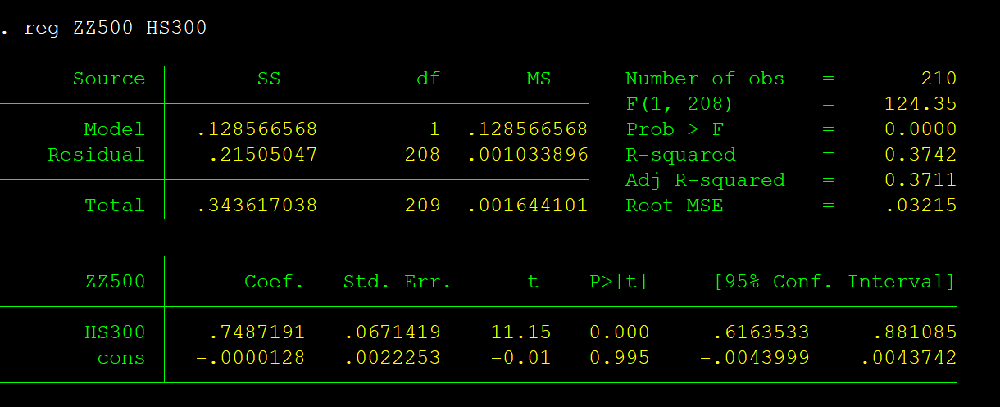 . reg ZZ500 HS300
Source SS df MS Number of obs = 210
F(1, 208) = 124.35
Model .128566568 1 .128566568 Prob > F = 0.0000
Residual .21505047 208 .001033896 R-squared = 0.3742
Adj R-squared = 0.3711
Total .343617038 209 .001644101 Root MSE = .03215
ZZ500 Coef. Std. Err. t P>|t| [95% Conf. Interval]
HS300 .7487191 .0671419 11.15 0.000 .6163533 .881085
_cons -.0000128 .0022253 -0.01 0.995 -.0043999 .0043742